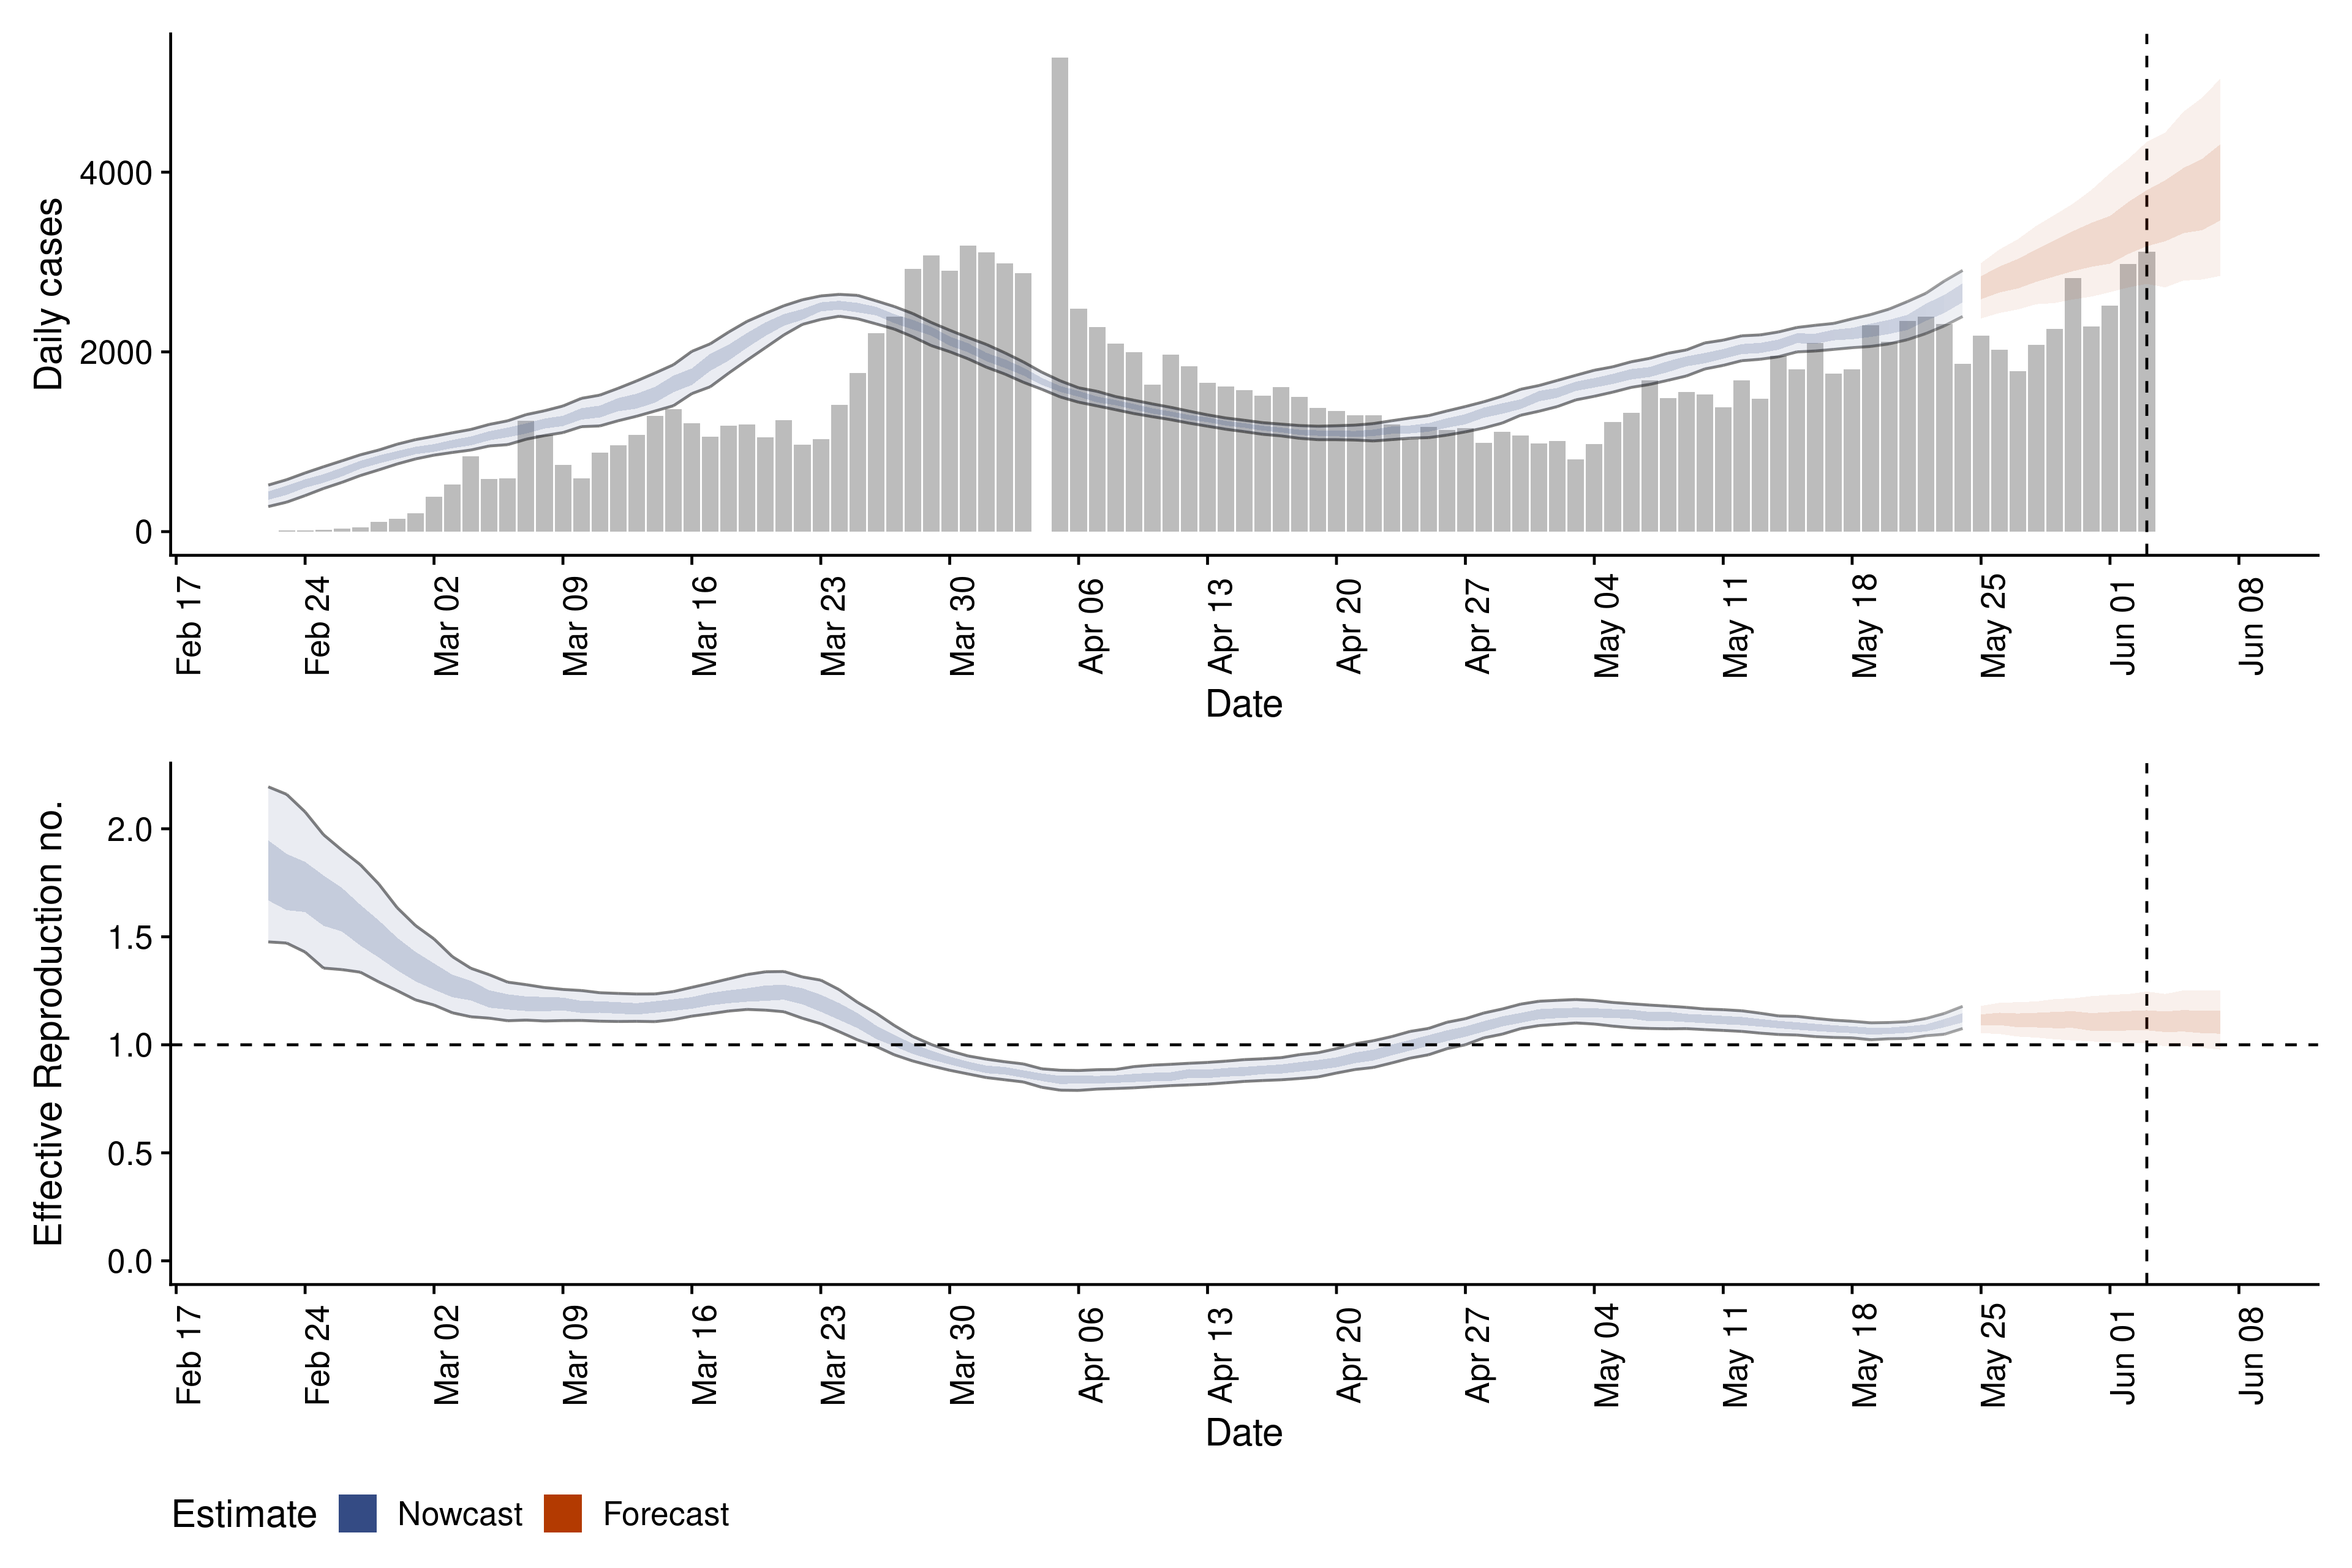 Daily cases
4000
2000
0
Feb 17 Feb 24 Mar 02 Mar 09 Mar 16 Mar 23 Mar 30 Apr 06 Apr 13 Apr 20 Apr 27 May 04 May 11 May 18 May 25 Jun 01 Jun 08
Date
Effective Reproduction no.
2.0
1.5
1.0
0.5
0.0
Feb 17 Feb 24 Mar 02 Mar 09 Mar 16 Mar 23 Mar 30 Apr 06 Apr 13 Apr 20 Apr 27 May 04 May 11 May 18 May 25 Jun 01 Jun 08
Date
Estimate Nowcast Forecast